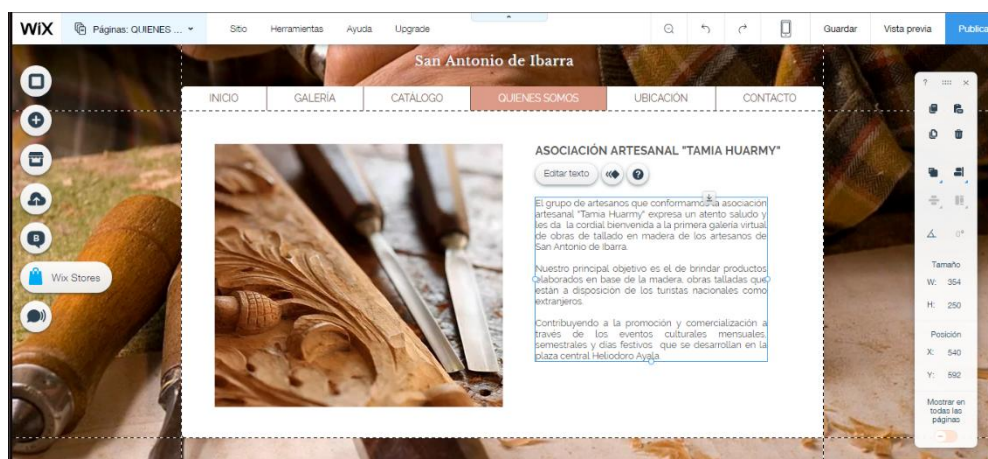 WiX Páginas: QUIENES ... Sitio Herramientas Ayuda Upgrade Guardar Vista previa Publica
San Antonio de Ibarra
INICIO GALERÍA CATÁLOGO QUIENES SOMOS UBICACIÓN CONTACTO
ASOCIACIÓN ARTESANAL "TAMIA HUARMY"
Editar texto ?
El grupo de artesanos que conformamos la asociación
artesanal "Tamia Huarmy" expresa un atento saludo y
les da la cordial bienvenida a la primera galería virtual
de obras de tallado en madera de los artesanos de
San Antonio de Ibarra.
Nuestro principal objetivo es el de brindar productos
elaborados en base de la madera, obras talladas que
están a disposición de los turistas nacionales como
extranjeros.
Contribuyendo a la promoción y comercialización a
través de los eventos culturales mensuales,
semestrales y días festivos que se desarrollan en la
plaza central Heliodoro Ayala
B
Wix Stores
?
0°
Tamaño
W: 354
H: 250
Posición
X: 540
Y: 592
Mostrar en
todas las
páginas